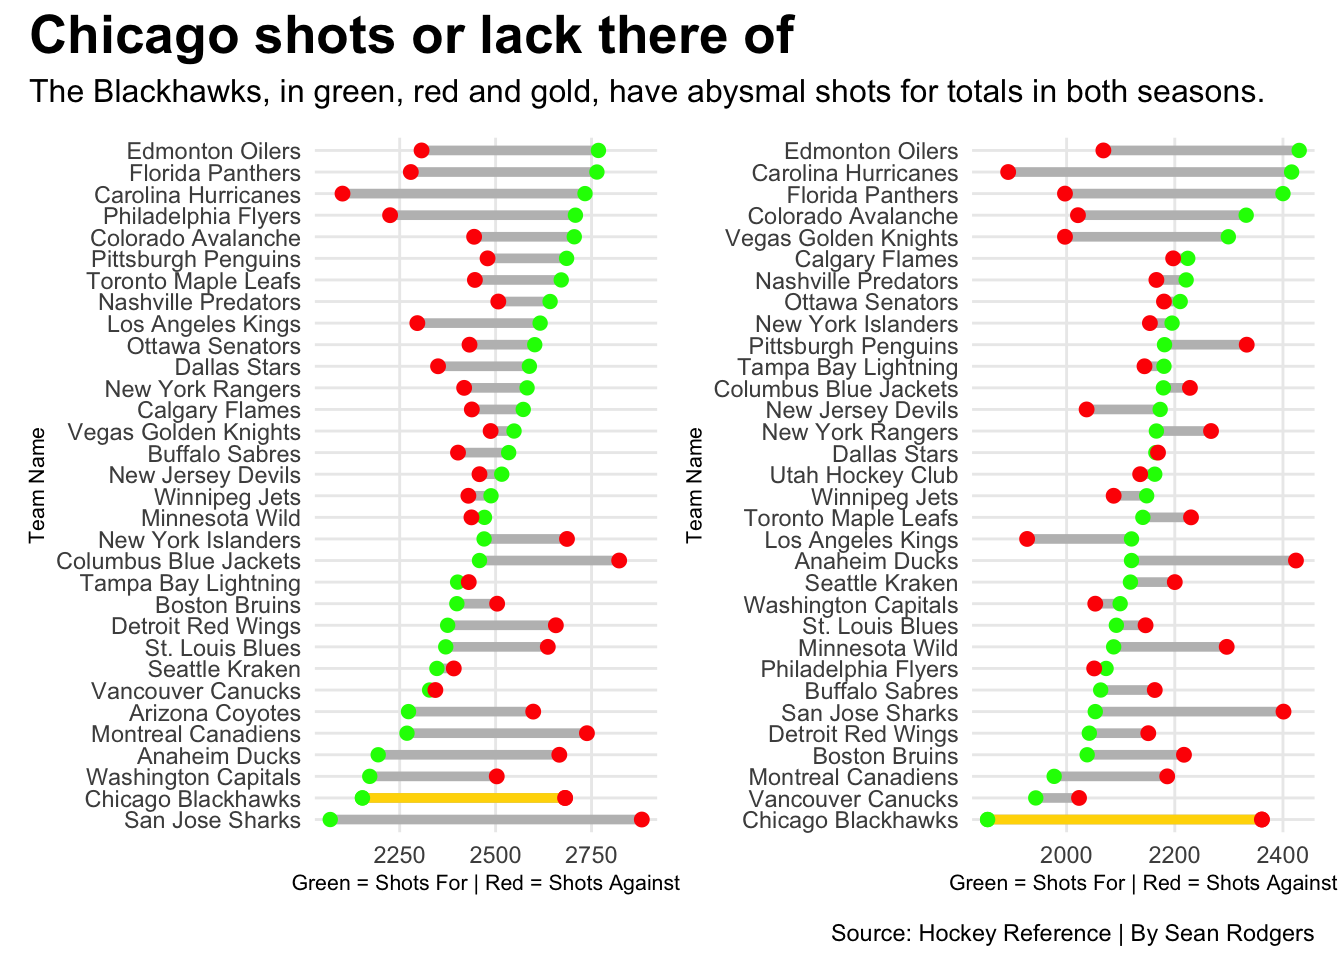 Chicago shots or lack there of
The Blackhawks, in green, red and gold, have abysmal shots for totals in both seasons.
Team Name
Edmonton Oilers
Florida Panthers
Carolina Hurricanes
Philadelphia Flyers
Colorado Avalanche
Pittsburgh Penguins
Toronto Maple Leafs
Nashville Predators
Los Angeles Kings
Ottawa Senators
Dallas Stars
New York Rangers
Calgary Flames
Vegas Golden Knights
Buffalo Sabres
New Jersey Devils
Winnipeg Jets
Minnesota Wild
New York Islanders
Columbus Blue Jackets
Tampa Bay Lightning
Boston Bruins
Detroit Red Wings
St. Louis Blues
Seattle Kraken
Vancouver Canucks
Arizona Coyotes
Montreal Canadiens
Anaheim Ducks
Washington Capitals
Chicago Blackhawks
San Jose Sharks
2250 2500 2750
Green = Shots For | Red = Shots Against
Team Name
Edmonton Oilers
Carolina Hurricanes
Florida Panthers
Colorado Avalanche
Vegas Golden Knights
Calgary Flames
Nashville Predators
Ottawa Senators
New York Islanders
Pittsburgh Penguins
Tampa Bay Lightning
Columbus Blue Jackets
New Jersey Devils
New York Rangers
Dallas Stars
Utah Hockey Club
Winnipeg Jets
Toronto Maple Leafs
Los Angeles Kings
Anaheim Ducks
Seattle Kraken
Washington Capitals
St. Louis Blues
Minnesota Wild
Philadelphia Flyers
Buffalo Sabres
San Jose Sharks
Detroit Red Wings
Boston Bruins
Montreal Canadiens
Vancouver Canucks
Chicago Blackhawks
2000 2200 2400
Green = Shots For | Red = Shots Against
Source: Hockey Reference | By Sean Rodgers